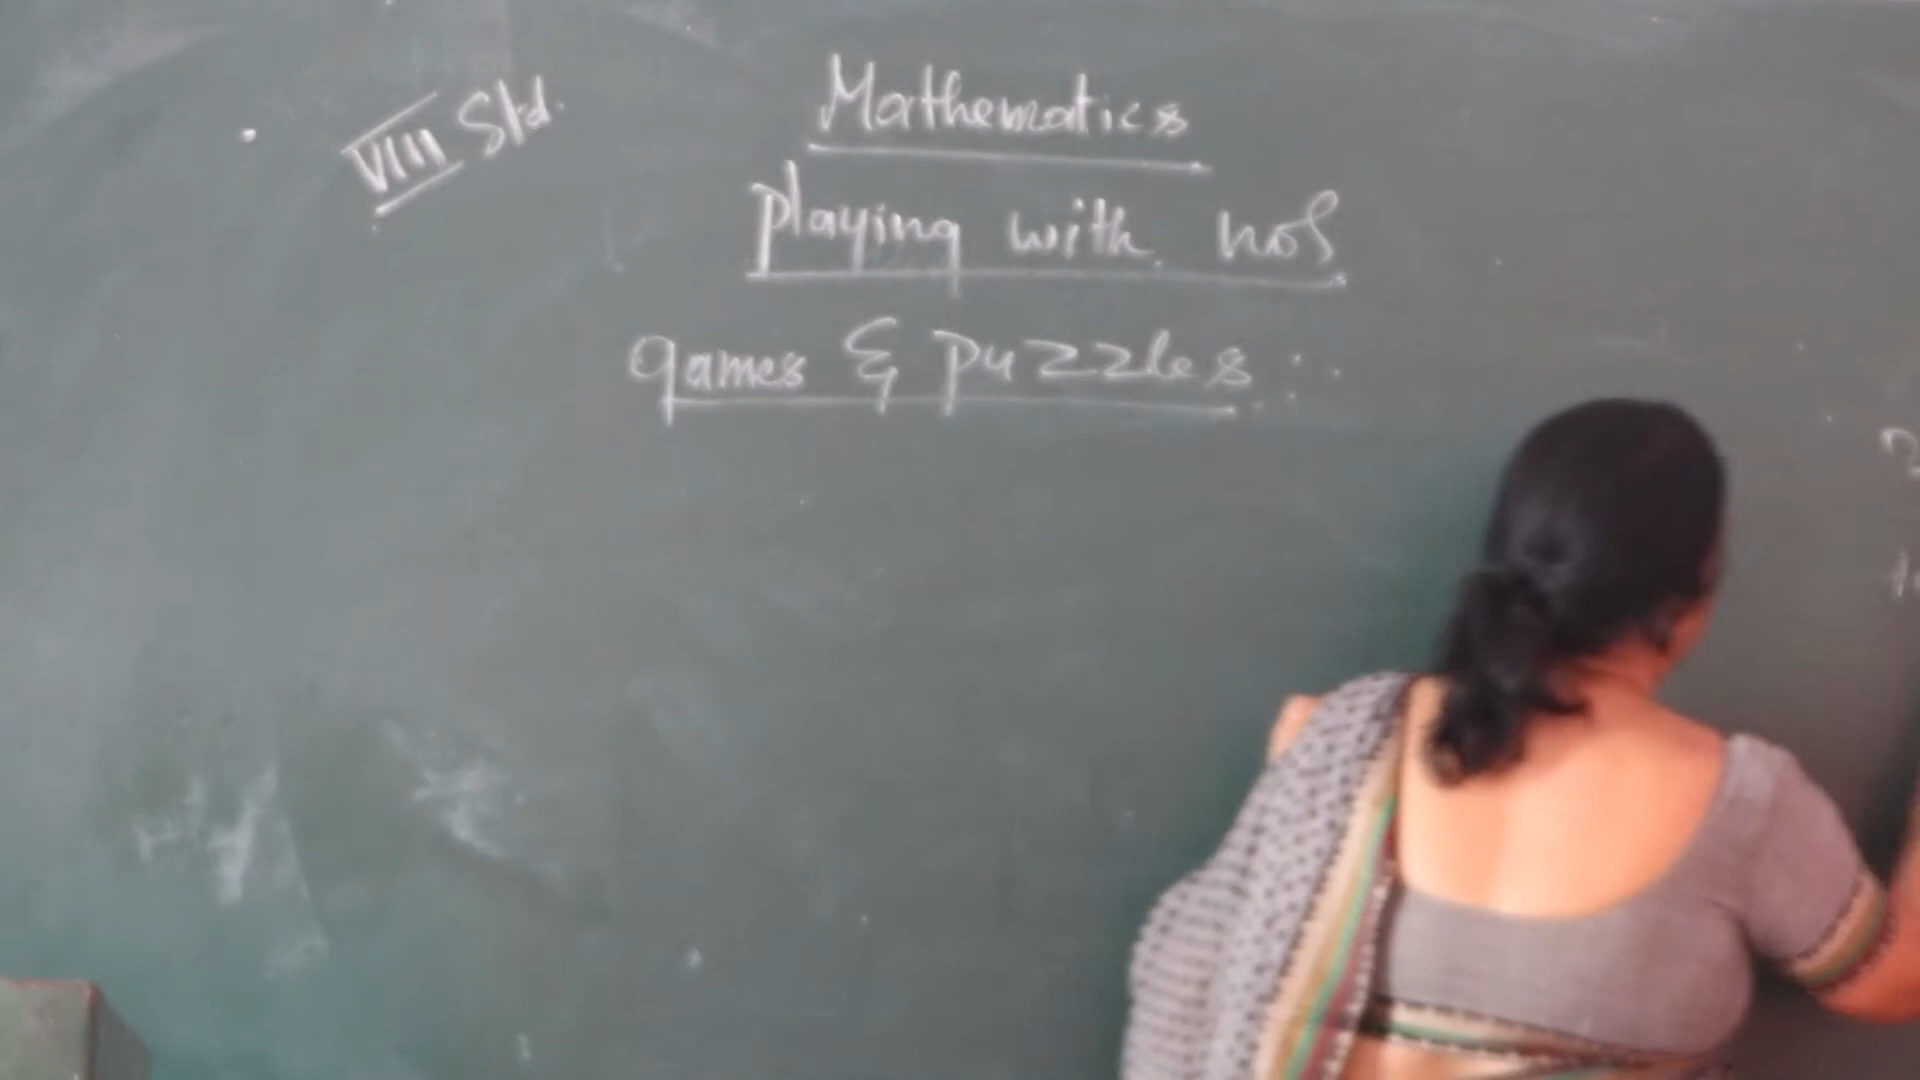 VIII Std.
Mathematics
Playing with nos
games & puzzles :.